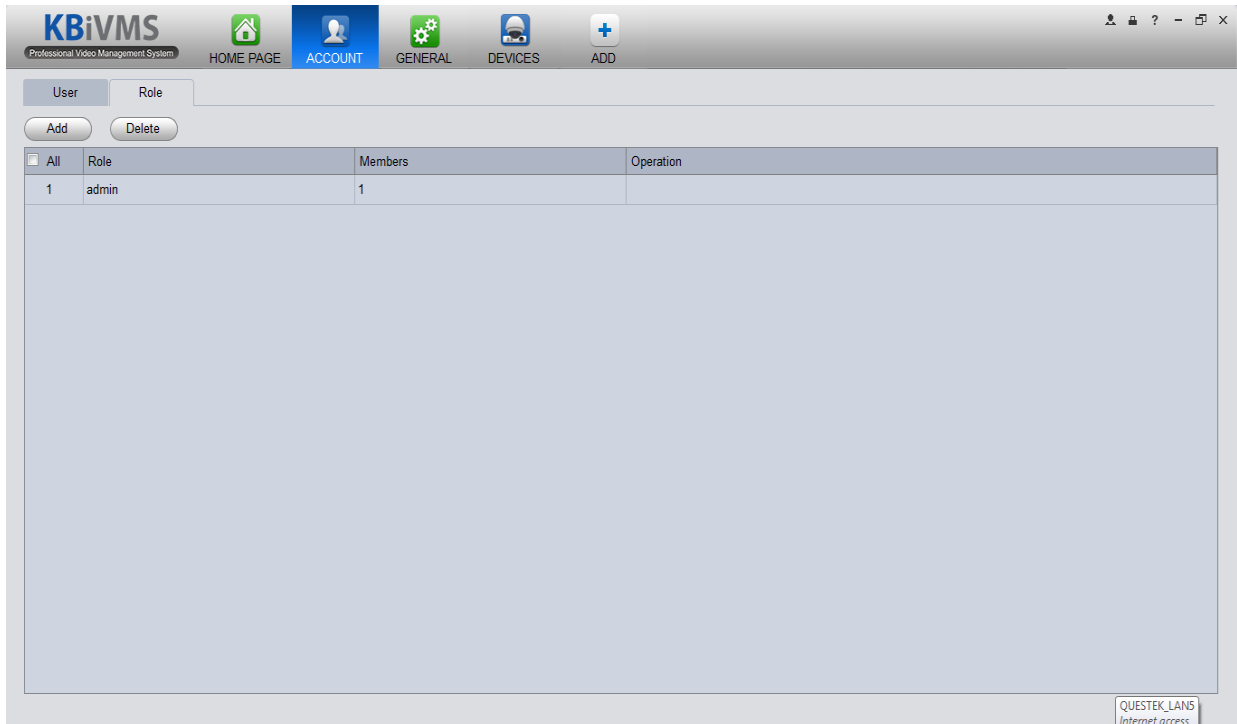 KBiVMS
Professional Video Management System
HOME PAGE ACCOUNT GENERAL DEVICES ADD
? - x
User Role
Add Delete
All Role Members Operation
1 admin 1
QUESTEK_LAN5
Internet access